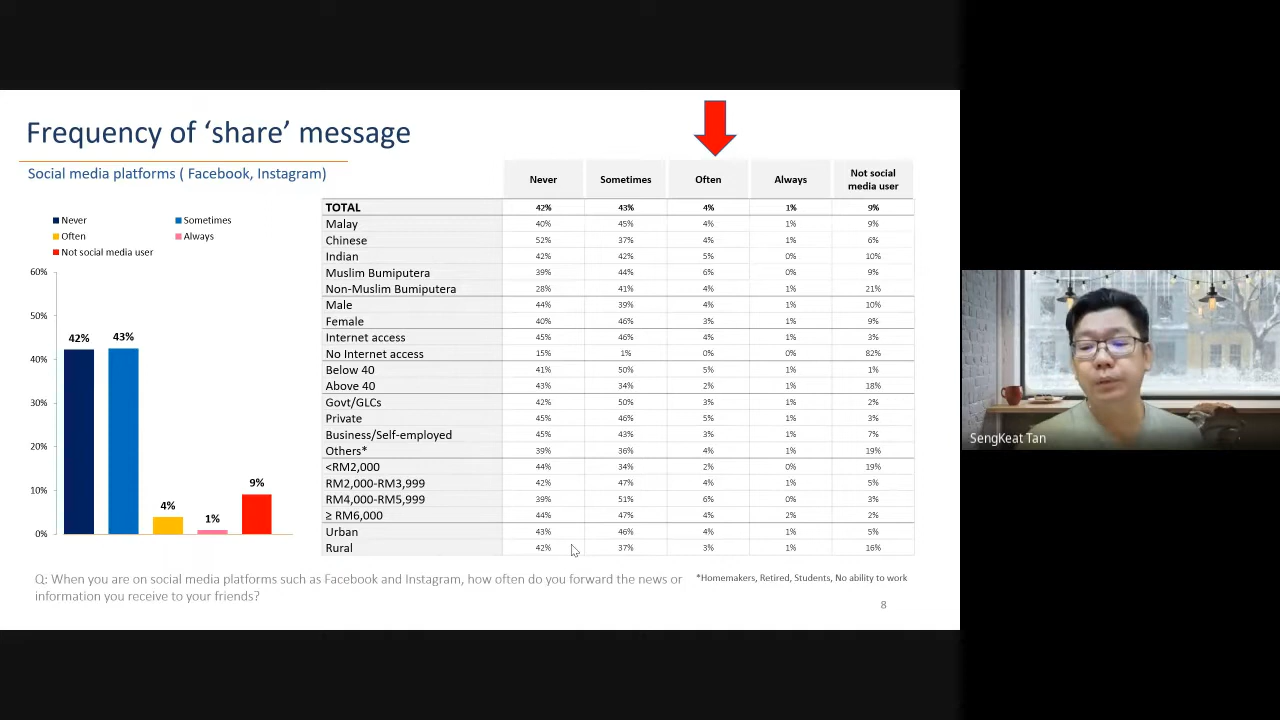 Frequency of ‘share’ message
Social media platforms ( Facebook, Instagram)
Never Sometimes
Often Always
Not social media user
60%
50%
40%
30%
20%
10%
0%
42% 43% 4% 1% 9%
Never Sometimes Often Always Not social media user
TOTAL 42% 43% 4% 1% 9%
Malay 40% 45% 4% 1% 9%
Chinese 52% 37% 4% 1% 6%
Indian 42% 42% 5% 0% 10%
Muslim Bumiputera 39% 44% 6% 0% 9%
Non-Muslim Bumiputera 28% 41% 4% 1% 21%
Male 44% 39% 4% 1% 10%
Female 40% 46% 3% 1% 9%
Internet access 45% 46% 4% 1% 3%
No Internet access 15% 1% 0% 0% 82%
Below 40 41% 50% 5% 1% 1%
Above 40 43% 34% 2% 1% 18%
Govt/GLCs 42% 50% 3% 1% 2%
Private 45% 46% 5% 1% 3%
Business/Self-employed 45% 43% 3% 1% 7%
Others* 39% 36% 4% 1% 19%
<RM2,000 44% 34% 2% 0% 19%
RM2,000-RM3,999 42% 47% 4% 1% 5%
RM4,000-RM5,999 39% 51% 6% 0% 3%
≥ RM6,000 44% 47% 4% 2% 2%
Urban 43% 46% 4% 1% 5%
Rural 42% 37% 3% 1% 16%
Q: When you are on social media platforms such as Facebook and Instagram, how often do you forward the news or
information you receive to your friends?
*Homemakers, Retired, Students, No ability to work
8
SengKeat Tan